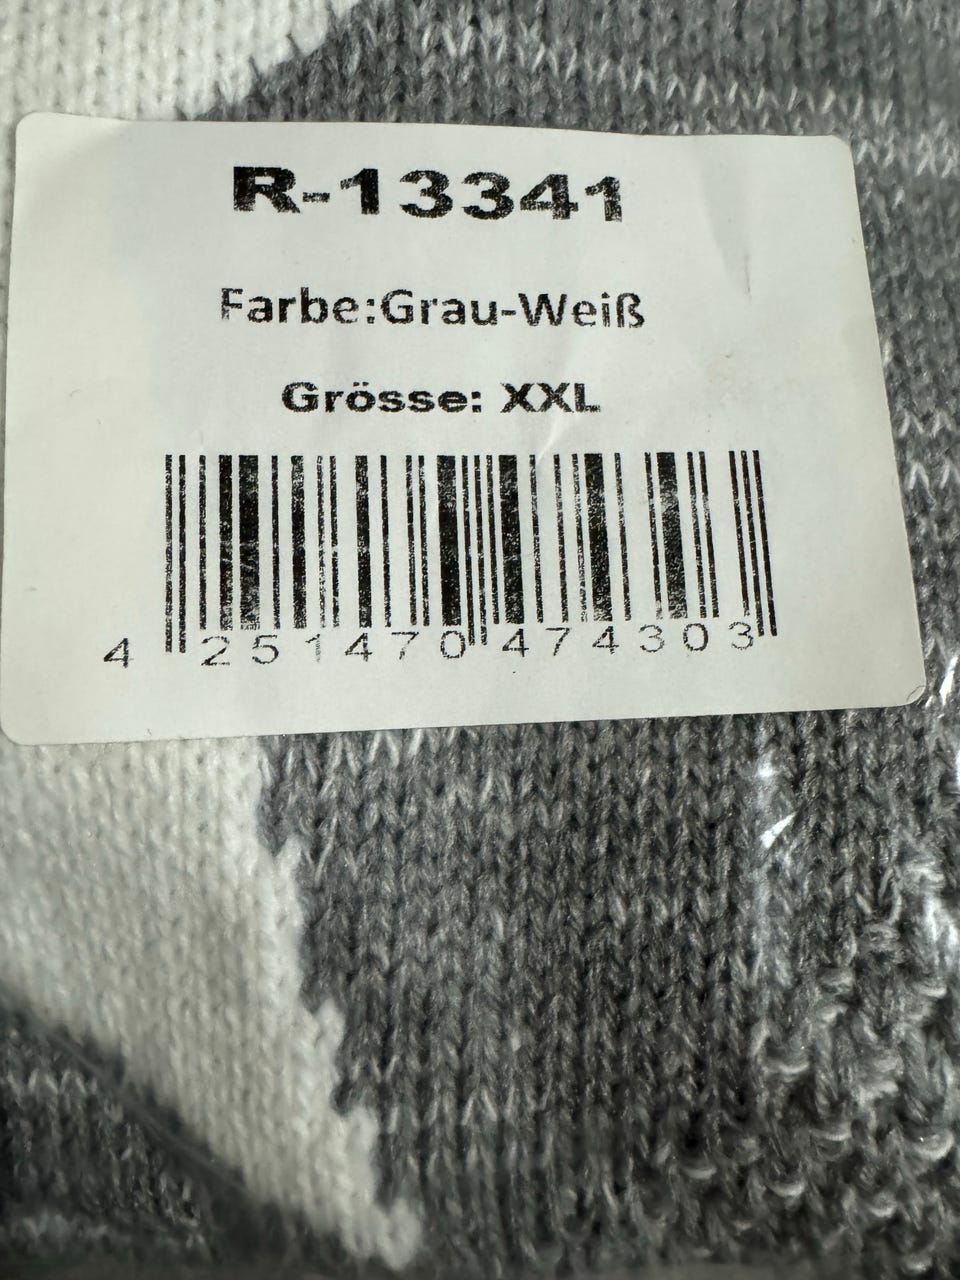 R-13341
Farbe:Grau-Weiß
Grösse: XXL
4 251470 474303